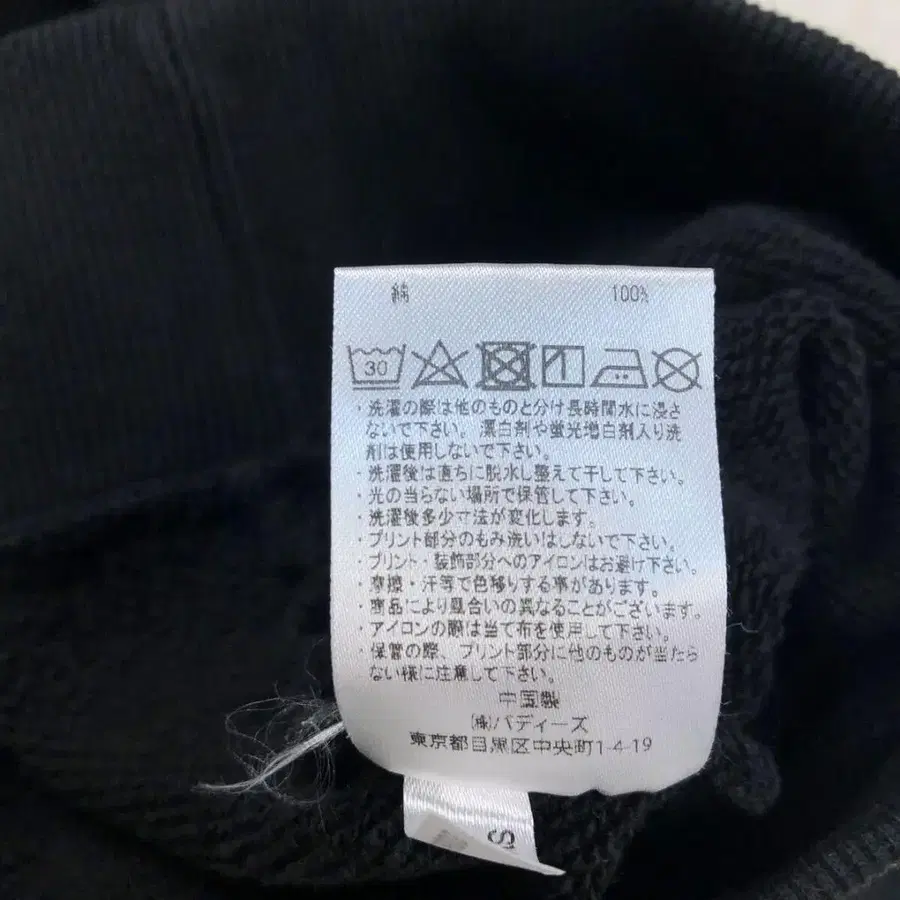 綿 100%
30
・洗濯の際は他のものと分け長時間水に浸さ
ないで下さい。漂白剤や蛍光増白剤入り洗
剤は使用しないで下さい。
・洗濯後は直ちに脱水し整えて干して下さい。
・光の当らない場所で保管して下さい。
・洗濯後多少寸法が変化します。
・プリント部分のもみ洗いはしないで下さい。
・プリント・装飾部分へのアイロンはお避け下さい。
・摩擦・汗等で色移りする事があります。
・商品により風合いの異なることがございます。
・アイロンの際は当て布を使用して下さい。
・保管の際、プリント部分に他のものが当たら
ない様に注意して下さい。
中国製
(株)バディーズ
東京都目黒区中央町1-4-19
S